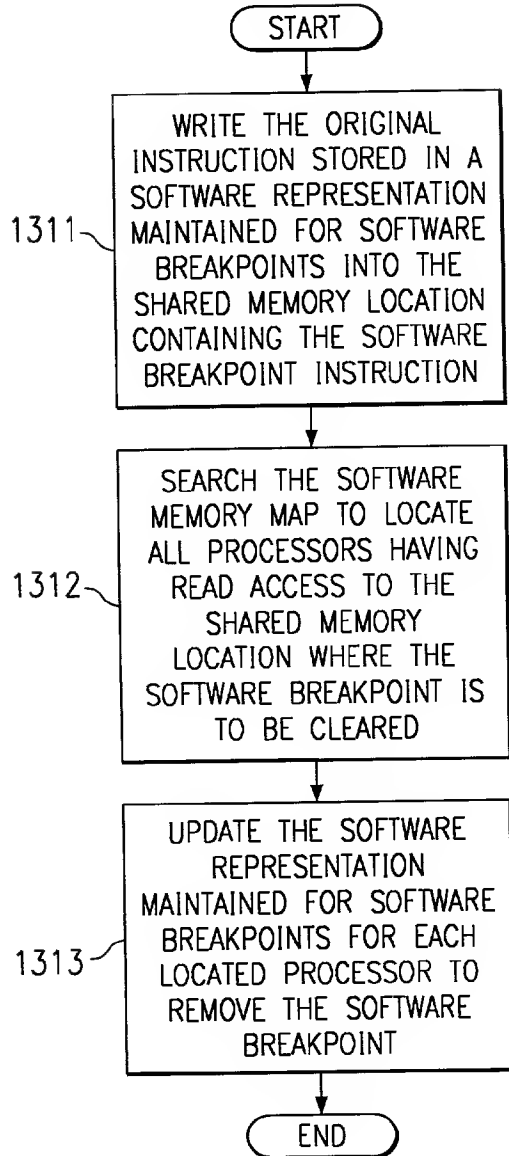 START
WRITE THE ORIGINAL
INSTRUCTION STORED IN A
SOFTWARE REPRESENTATION
MAINTAINED FOR SOFTWARE
BREAKPOINTS INTO THE
SHARED MEMORY LOCATION
CONTAINING THE SOFTWARE
BREAKPOINT INSTRUCTION
1311
SEARCH THE SOFTWARE
MEMORY MAP TO LOCATE
ALL PROCESSORS HAVING
READ ACCESS TO THE
SHARED MEMORY
LOCATION WHERE THE
SOFTWARE BREAKPOINT IS
TO BE CLEARED
1312
UPDATE THE SOFTWARE
REPRESENTATION
MAINTAINED FOR SOFTWARE
BREAKPOINTS FOR EACH
LOCATED PROCESSOR TO
REMOVE THE SOFTWARE
BREAKPOINT
1313
END